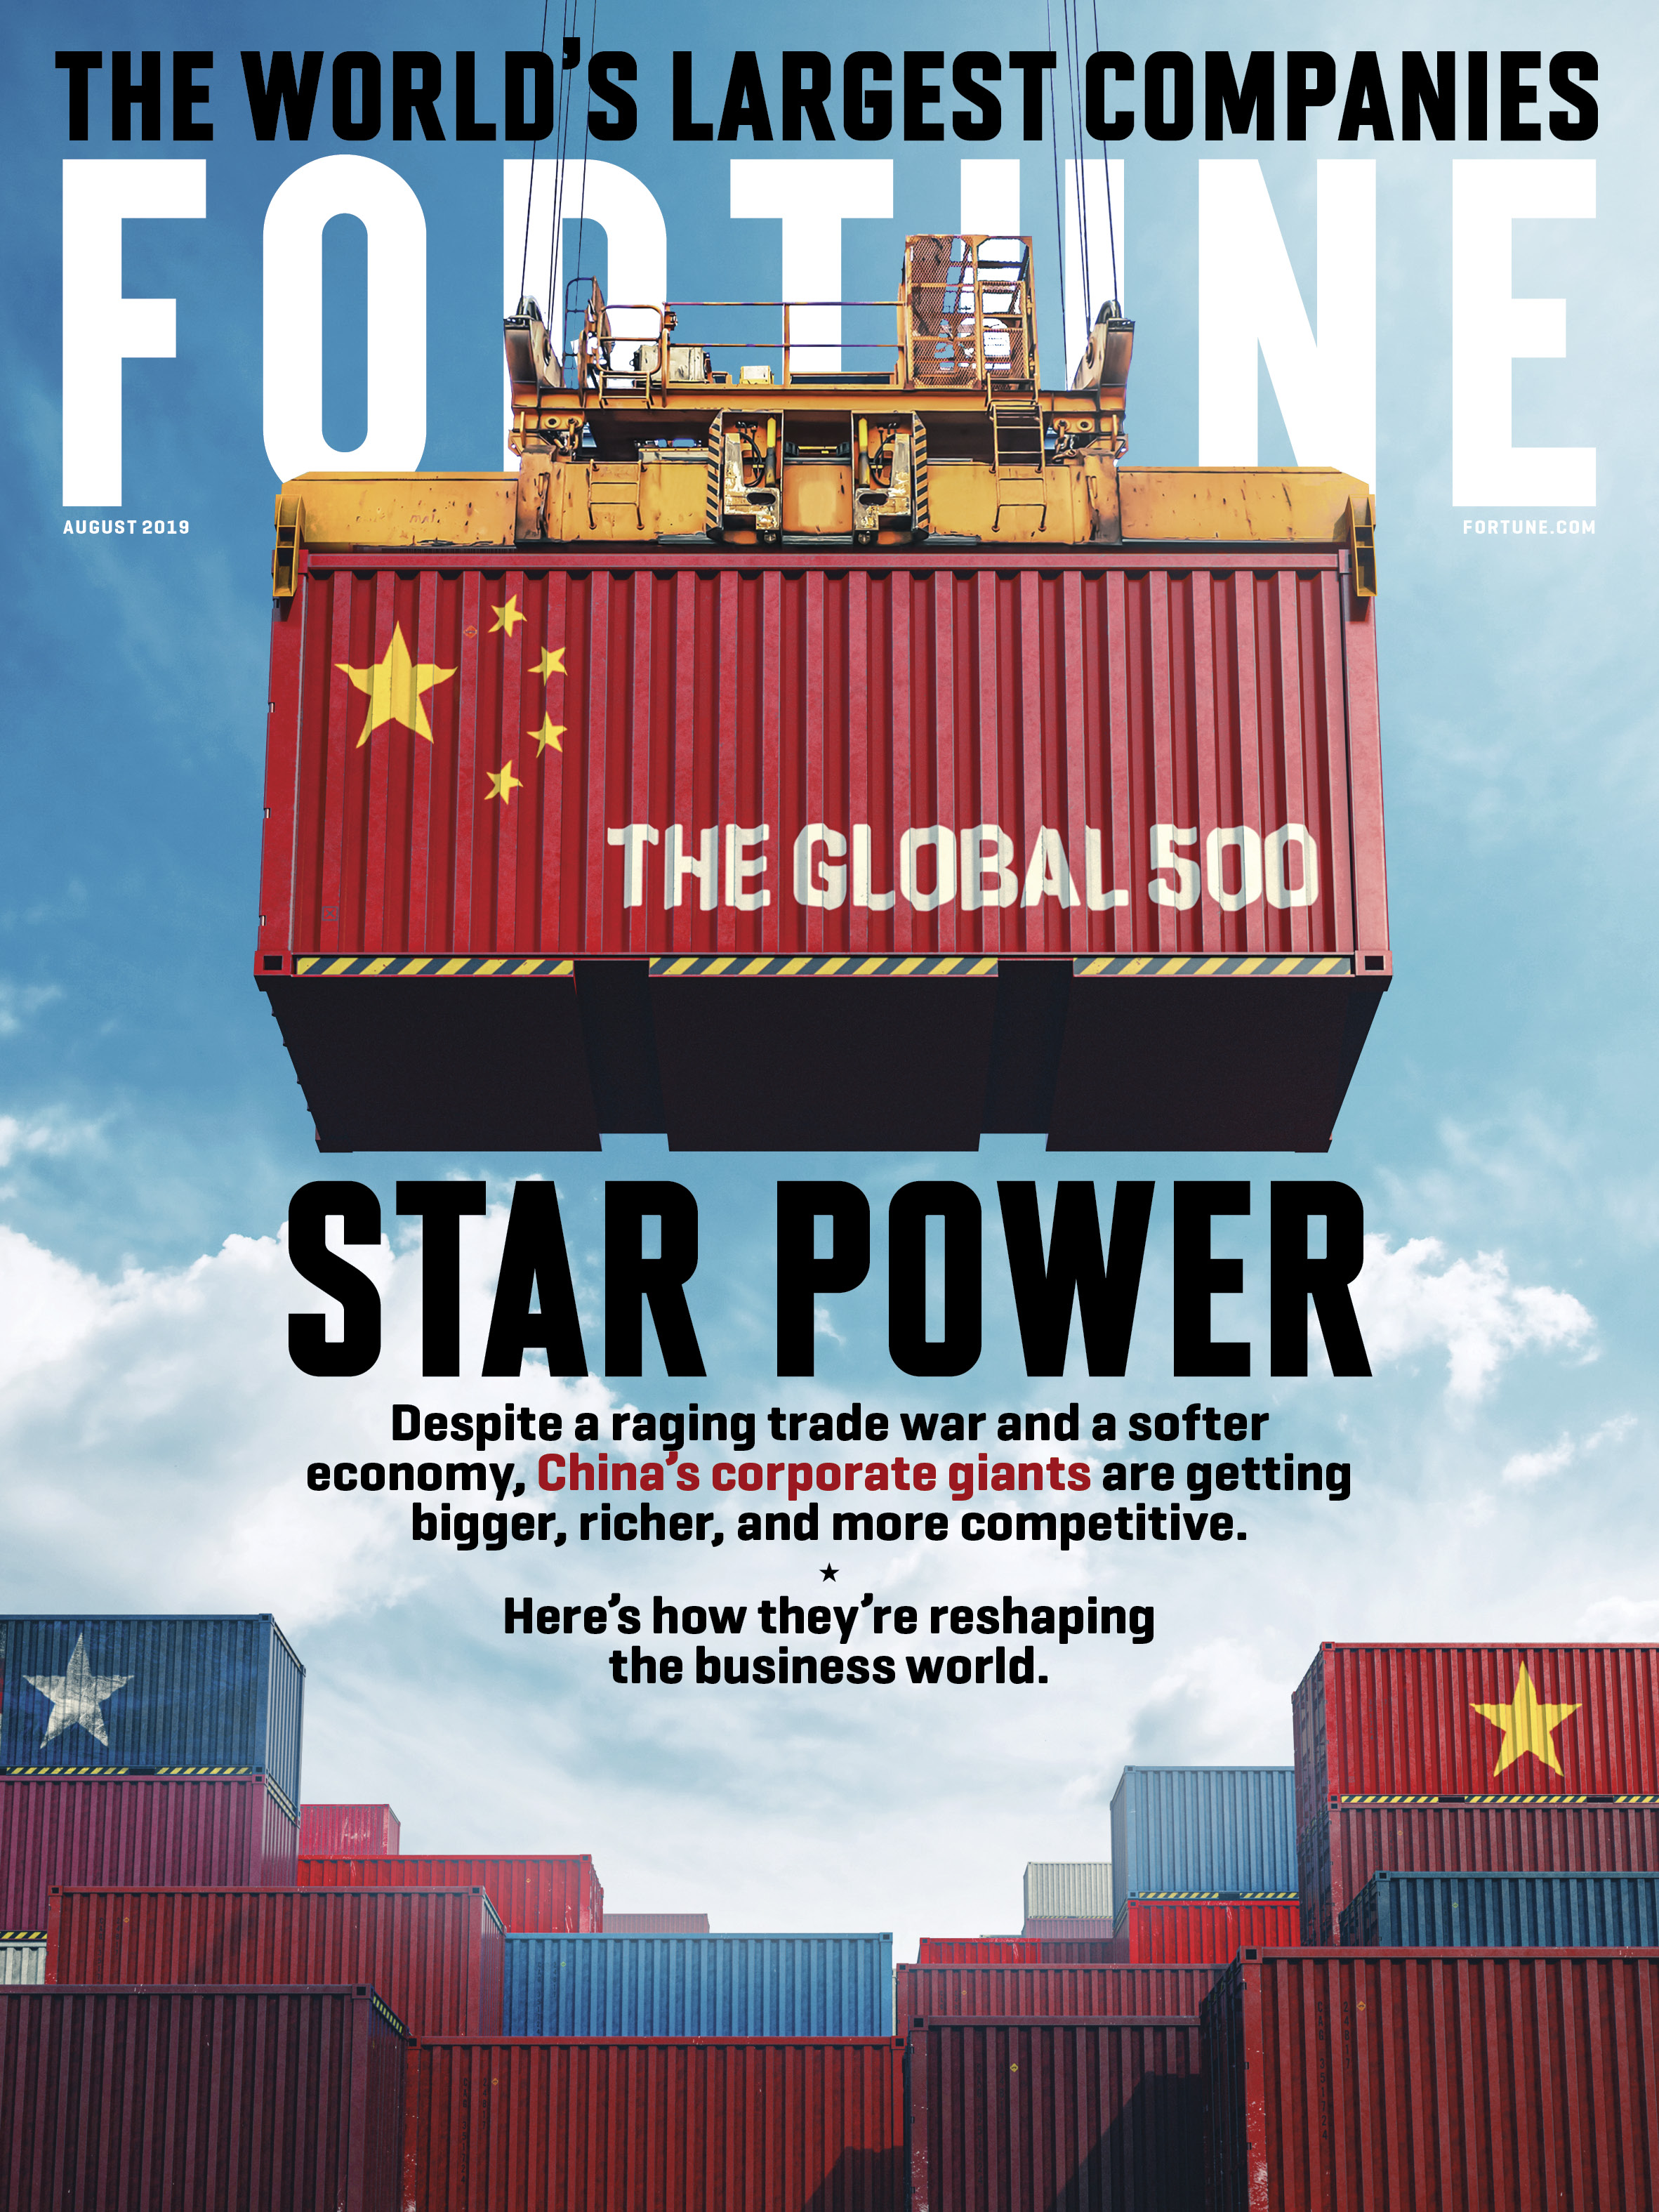 THE WORLD'S LARGEST COMPANIES
FORTUNE
AUGUST 2019
FORTUNE.COM
THE GLOBAL 500
STAR POWER
Despite a raging trade war and a softer
economy, China's corporate giants are getting
bigger, richer, and more competitive.
★
Here's how they're reshaping
the business world.